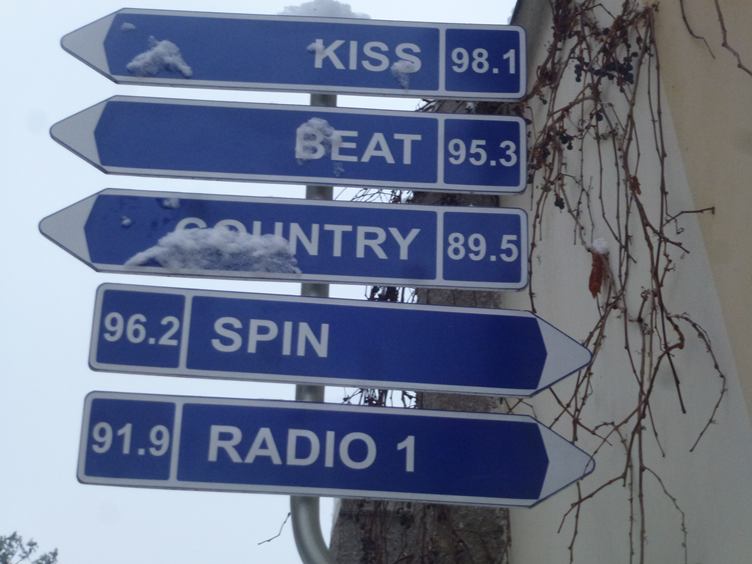 KISS 98.1
BEAT 95.3
COUNTRY 89.5
96.2 SPIN
91.9 RADIO 1